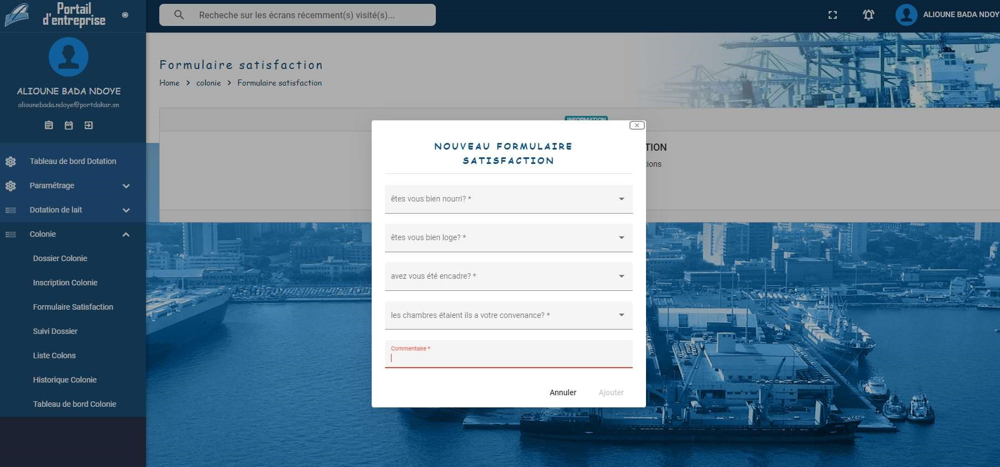 Portail
d'entreprise
Recheche sur les écrans récemment(s) visité(s)...
ALIOUNE BADA NDOY
ALIOUNE BADA NDOYE
aliounebada.ndoye@portdakar.sn
Tableau de bord Dotation
Paramétrage
Dotation de lait
Colonie
Dossier Colonie
Inscription Colonie
Formulaire Satisfaction
Suivi Dossier
Liste Colons
Historique Colonie
Tableau de bord Colonie
Formulaire satisfaction
Home > colonie > Formulaire satisfaction
INFORMATION
TION
ions
NOUVEAU FORMULAIRE
SATISFACTION
êtes vous bien nourri? *
êtes vous bien loge? *
avez vous été encadre? *
les chambres étaient ils a votre convenance? *
Commentaire *
Annuler Ajouter